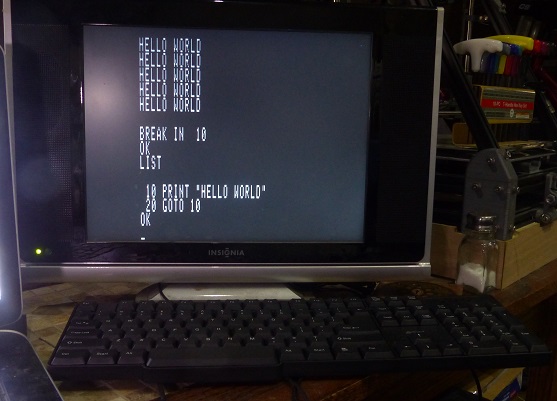 HELLO WORLD
HELLO WORLD
HELLO WORLD
HELLO WORLD
HELLO WORLD
BREAK IN 10
OK
LIST
10 PRINT "HELLO WORLD"
20 GOTO 10
OK
INSIGNIA